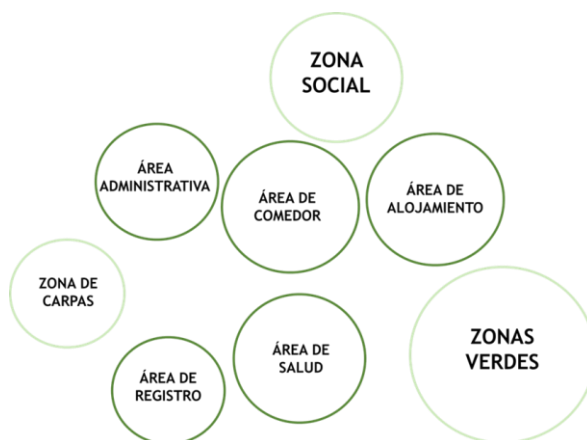 ZONA
SOCIAL
ÁREA
ADMINISTRATIVA
ÁREA DE
COMEDOR
ÁREA DE
ALOJAMIENTO
ZONA DE
CARPAS
ZONAS
VERDES
ÁREA DE
SALUD
ÁREA DE
REGISTRO